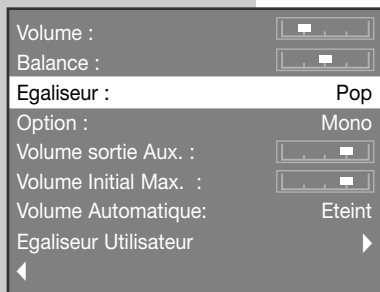 Volume :
Balance :
Egaliseur : Pop
Option : Mono
Volume sortie Aux. :
Volume Initial Max. :
Volume Automatique: Eteint
Egaliseur Utilisateur